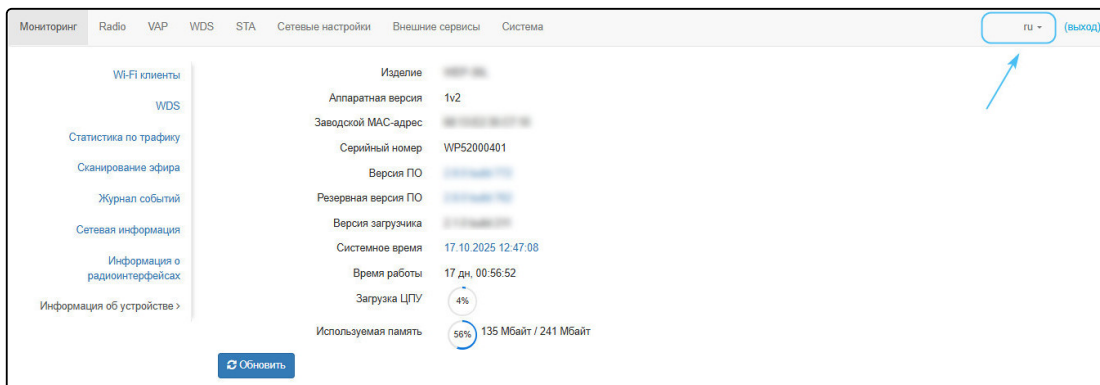 Мониторинг Radio VAP WDS STA Сетевые настройки Внешние сервисы Система ru (выход)
Wi-Fi клиенты
WDS
Статистика по трафику
Сканирование эфира
Журнал событий
Сетевая информация
Информация о
радиоинтерфейсах
Информация об устройстве >
Изделие
Аппаратная версия 1v2
Заводской MAC-адрес
Серийный номер WP52000401
Версия ПО
Резервная версия ПО
Версия загрузчика
Системное время 17.10.2025 12:47:08
Время работы 17 дн, 00:56:52
Загрузка ЦПУ 4%
Используемая память 56% 135 Мбайт / 241 Мбайт
Обновить